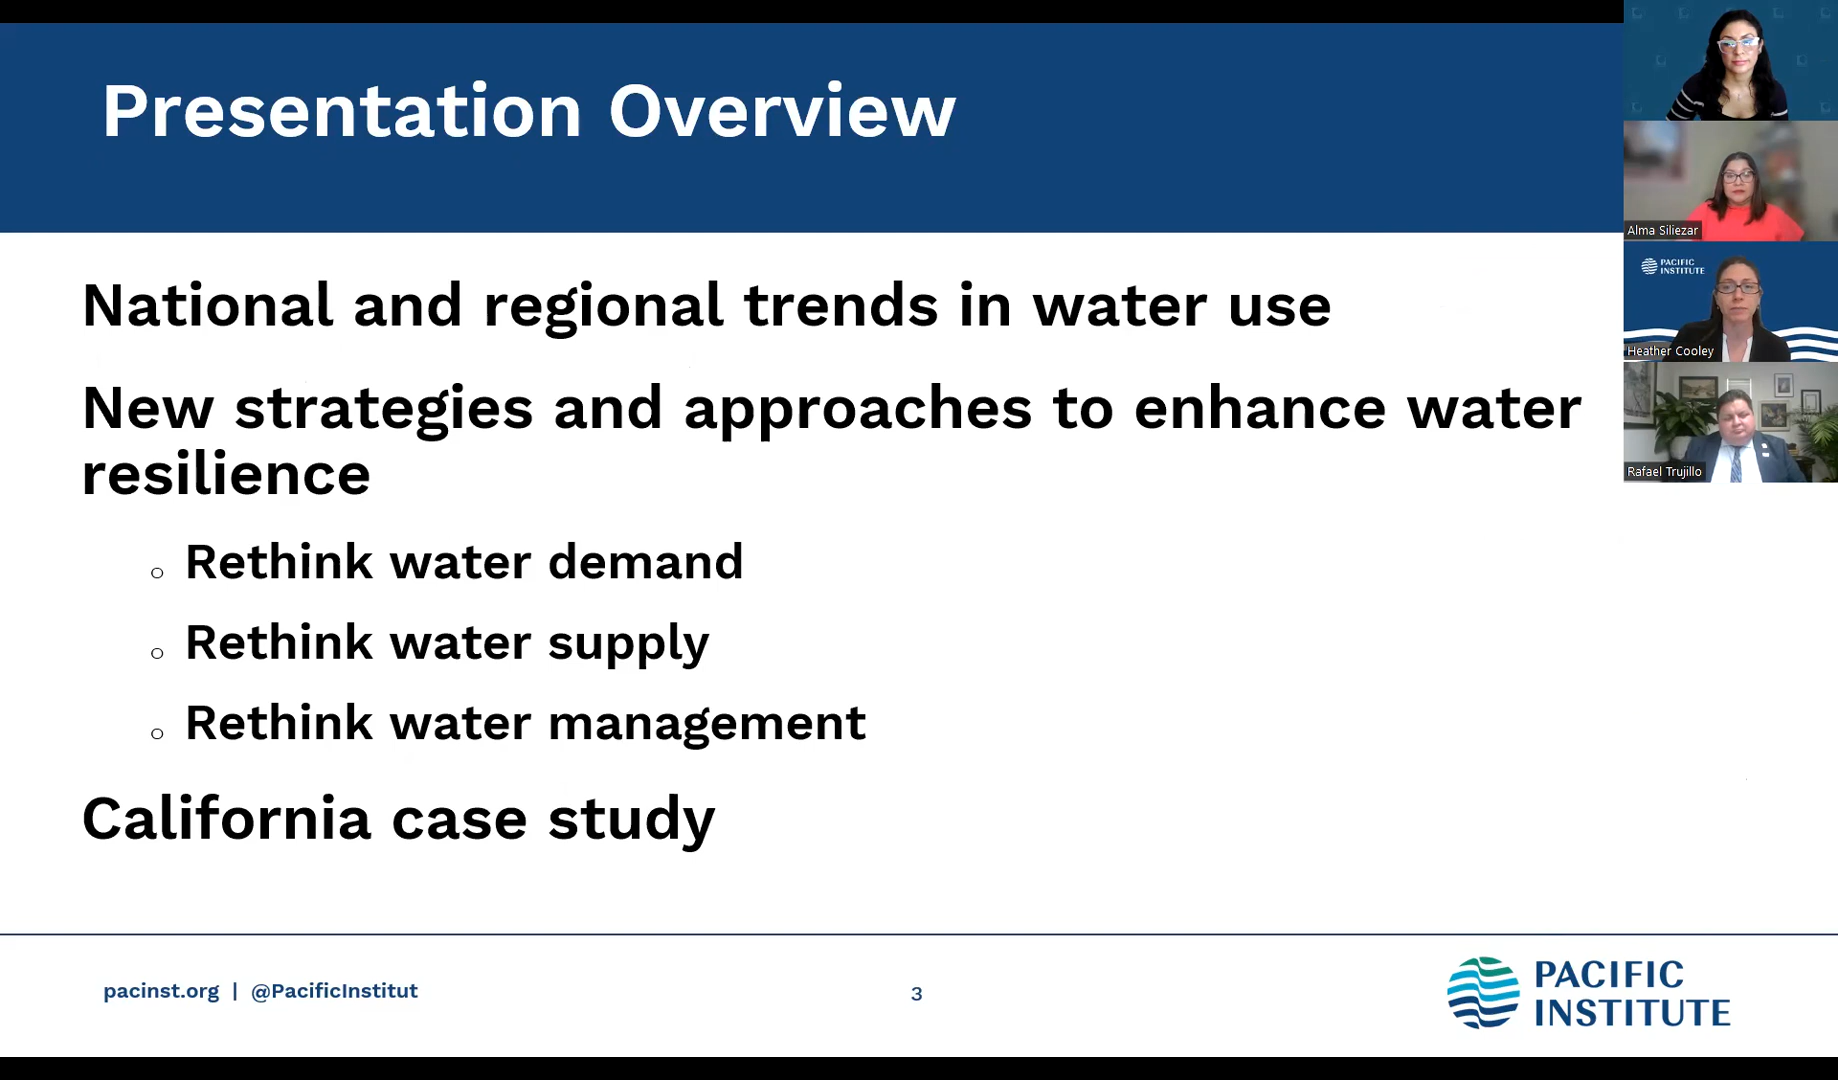 Presentation Overview
National and regional trends in water use
New strategies and approaches to enhance water
resilience
Rethink water demand
Rethink water supply
Rethink water management
California case study
pacinst.org | @PacificInstitut
3
PACIFIC
INSTITUTE
Alma Siliezar
PACIFIC
INSTITUTE
Heather Cooley
Rafael Trujillo